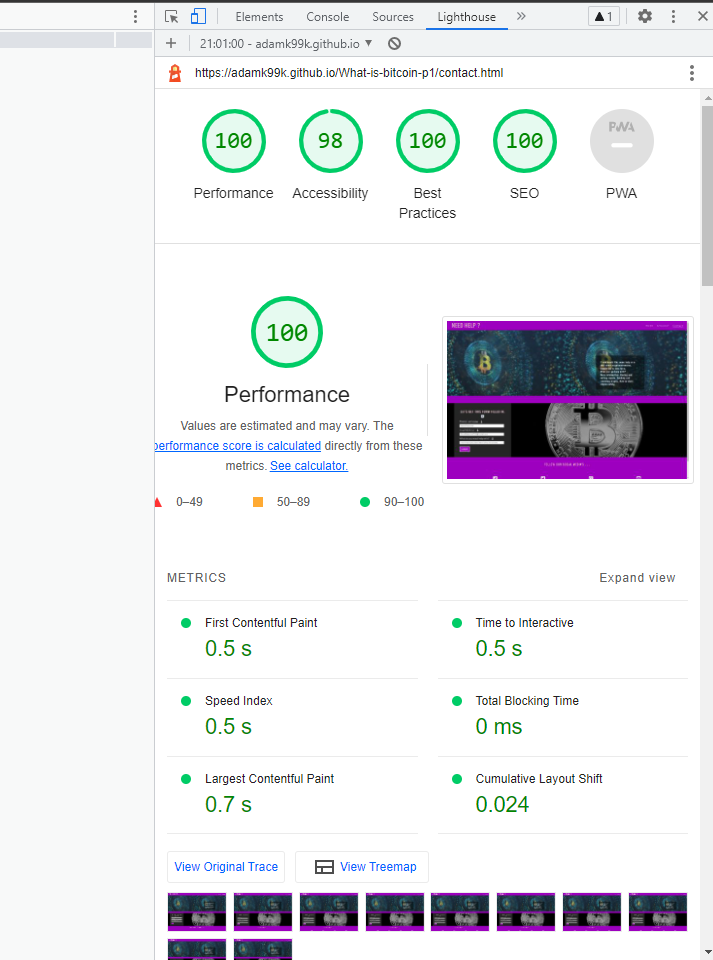 Elements Console Sources Lighthouse 1
21:01:00 - adamk99k.github.io
https://adamk99k.github.io/What-is-bitcoin-p1/contact.html
100 98 100 100 PWA
Performance Accessibility Best Practices SEO PWA
100
NEED HELP ?
Performance
Values are estimated and may vary. The
performance score is calculated directly from these
metrics. See calculator.
0–49 50–89 90–100
METRICS Expand view
First Contentful Paint Time to Interactive
0.5 s 0.5 s
Speed Index Total Blocking Time
0.5 s 0 ms
Largest Contentful Paint Cumulative Layout Shift
0.7 s 0.024
View Original Trace View Treemap